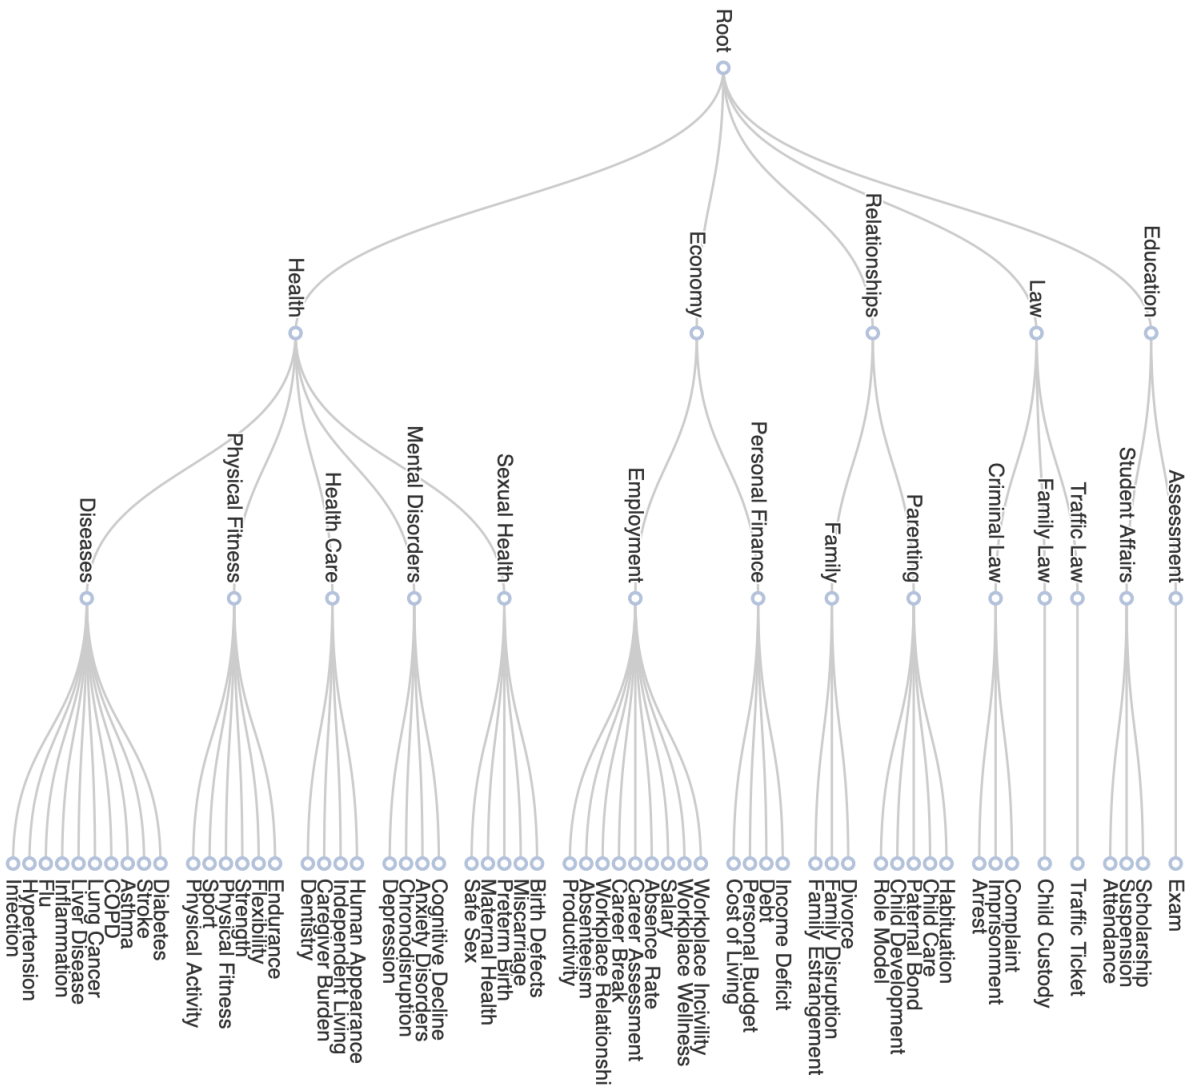 Root
Health
Economy
Relationships
Law
Education
Diseases
Physical Fitness
Health Care
Mental Disorders
Sexual Health
Employment
Personal Finance
Family
Parenting
Criminal Law
Family Law
Traffic Law
Student Affairs
Assessment
Infection
Hypertension
Flu
Inflammation
Liver Disease
Lung Cancer
COPD
Asthma
Stroke
Diabetes
Physical Activity
Sport
Physical Fitness
Strength
Flexibility
Endurance
Dentistry
Caregiver Burden
Independent Living
Human Appearance
Depression
Chronodisruption
Anxiety Disorders
Cognitive Decline
Safe Sex
Maternal Health
Preterm Birth
Miscarriage
Birth Defects
Productivity
Absenteeism
Workplace Relationshi
Career Break
Career Assessment
Absence Rate
Salary
Workplace Wellness
Workplace Incivility
Cost of Living
Personal Budget
Debt
Income Deficit
Family Estrangement
Family Disruption
Divorce
Role Model
Child Development
Paternal Bond
Child Care
Habituation
Arrest
Imprisonment
Complaint
Child Custody
Traffic Ticket
Attendance
Suspension
Scholarship
Exam